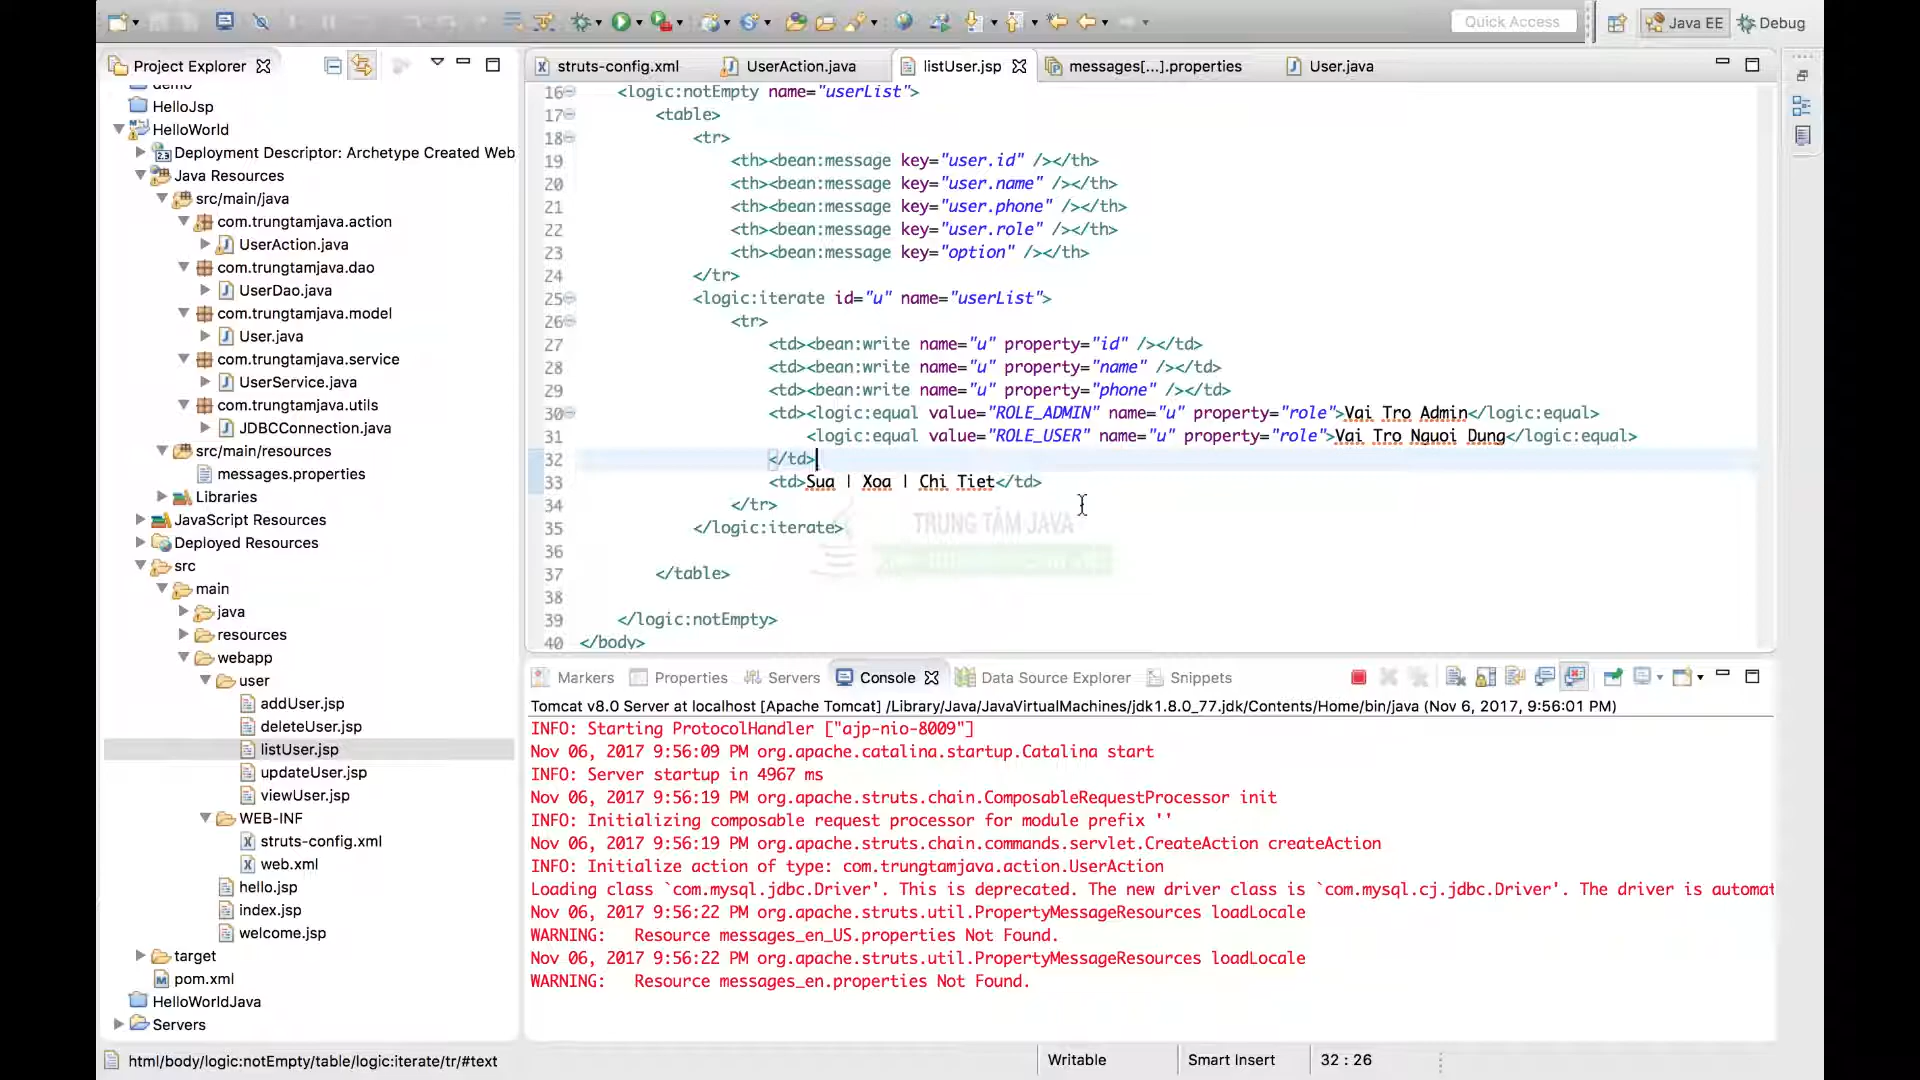 Quick Access
Java EE
Debug
Project Explorer
demo
HelloJsp
HelloWorld
Deployment Descriptor: Archetype Created Web
Java Resources
src/main/java
com.trungtamjava.action
UserAction.java
com.trungtamjava.dao
UserDao.java
com.trungtamjava.model
User.java
com.trungtamjava.service
UserService.java
com.trungtamjava.utils
JDBCConnection.java
src/main/resources
messages.properties
Libraries
JavaScript Resources
Deployed Resources
src
main
java
resources
webapp
user
addUser.jsp
deleteUser.jsp
listUser.jsp
updateUser.jsp
viewUser.jsp
WEB-INF
struts-config.xml
web.xml
hello.jsp
index.jsp
welcome.jsp
target
pom.xml
HelloWorldJava
Servers
struts-config.xml
UserAction.java
listUser.jsp
messages[...].properties
User.java
16 <logic:notEmpty name="userList">
17 <table>
18 <tr>
19 <th><bean:message key="user.id" /></th>
20 <th><bean:message key="user.name" /></th>
21 <th><bean:message key="user.phone" /></th>
22 <th><bean:message key="user.role" /></th>
23 <th><bean:message key="option" /></th>
24 </tr>
25 <logic:iterate id="u" name="userList">
26 <tr>
27 <td><bean:write name="u" property="id" /></td>
28 <td><bean:write name="u" property="name" /></td>
29 <td><bean:write name="u" property="phone" /></td>
30 <td><logic:equal value="ROLE_ADMIN" name="u" property="role">Vai Tro Admin</logic:equal>
31 <logic:equal value="ROLE_USER" name="u" property="role">Vai Tro Nguoi Dung</logic:equal>
32 </td>
33 <td>Sua | Xoa | Chi Tiet</td>
34 </tr>
35 </logic:iterate>
36
37 </table>
38
39 </logic:notEmpty>
40 </body>
TRUNG TÂM JAVA
Markers
Properties
Servers
Console
Data Source Explorer
Snippets
Tomcat v8.0 Server at localhost [Apache Tomcat] /Library/Java/JavaVirtualMachines/jdk1.8.0_77.jdk/Contents/Home/bin/java (Nov 6, 2017, 9:56:01 PM)
INFO: Starting ProtocolHandler ["ajp-nio-8009"]
Nov 06, 2017 9:56:09 PM org.apache.catalina.startup.Catalina start
INFO: Server startup in 4967 ms
Nov 06, 2017 9:56:19 PM org.apache.struts.chain.ComposableRequestProcessor init
INFO: Initializing composable request processor for module prefix ''
Nov 06, 2017 9:56:19 PM org.apache.struts.chain.commands.servlet.CreateAction createAction
INFO: Initialize action of type: com.trungtamjava.action.UserAction
Loading class `com.mysql.jdbc.Driver'. This is deprecated. The new driver class is `com.mysql.cj.jdbc.Driver'. The driver is automat
Nov 06, 2017 9:56:22 PM org.apache.struts.util.PropertyMessageResources loadLocale
WARNING: Resource messages_en_US.properties Not Found.
Nov 06, 2017 9:56:22 PM org.apache.struts.util.PropertyMessageResources loadLocale
WARNING: Resource messages_en.properties Not Found.
html/body/logic:notEmpty/table/logic:iterate/tr/#text
Writable
Smart Insert
32 : 26